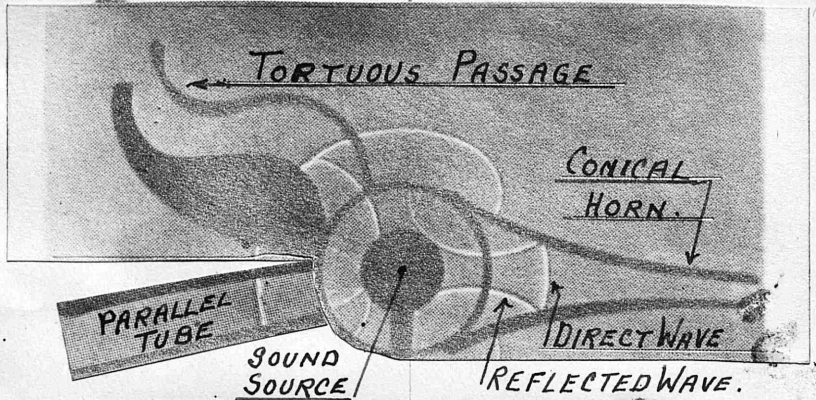 TORTUOUS PASSAGE
CONICAL
HORN.
PARALLEL
TUBE
SOUND
SOURCE
DIRECT WAVE
REFLECTED WAVE.